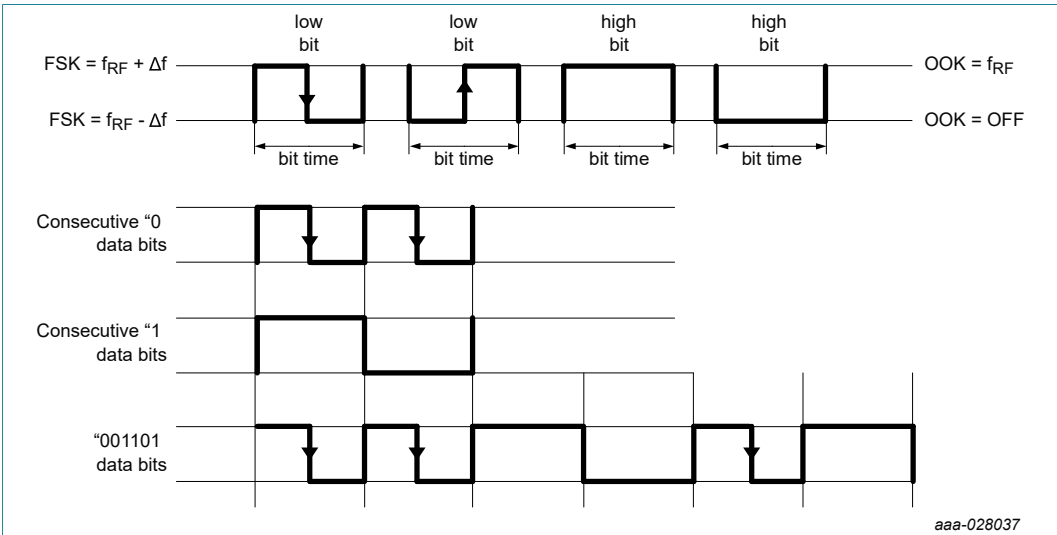 low bit low bit high bit high bit
FSK = fRF + Δf OOK = fRF
FSK = fRF - Δf OOK = OFF
bit time bit time bit time bit time
Consecutive “0
data bits
Consecutive “1
data bits
“001101
data bits
aaa-028037